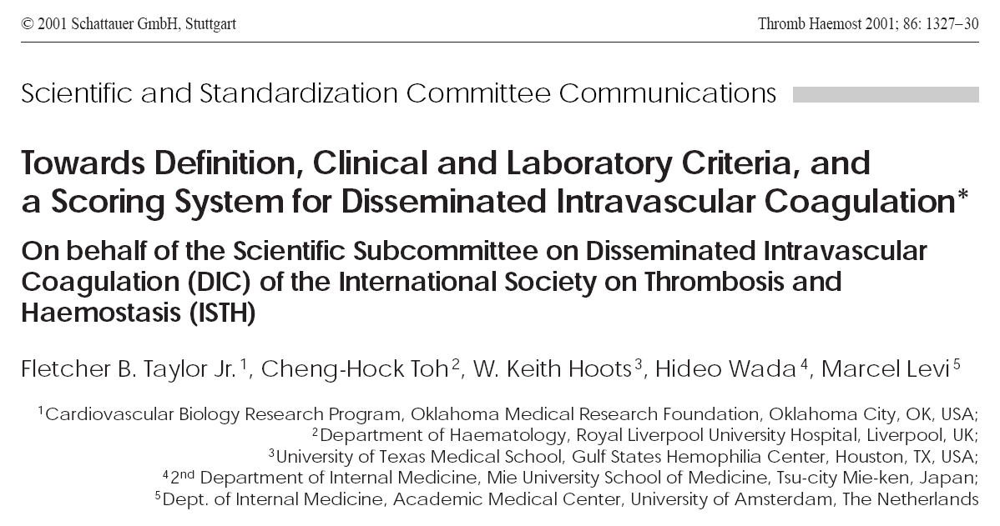 © 2001 Schattauer GmbH, Stuttgart
Thromb Haemost 2001; 86: 1327–30
Scientific and Standardization Committee Communications
Towards Definition, Clinical and Laboratory Criteria, and
a Scoring System for Disseminated Intravascular Coagulation*
On behalf of the Scientific Subcommittee on Disseminated Intravascular
Coagulation (DIC) of the International Society on Thrombosis and
Haemostasis (ISTH)
Fletcher B. Taylor Jr.1, Cheng-Hock Toh2, W. Keith Hoots3, Hideo Wada4, Marcel Levi5
1Cardiovascular Biology Research Program, Oklahoma Medical Research Foundation, Oklahoma City, OK, USA;
2Department of Haematology, Royal Liverpool University Hospital, Liverpool, UK;
3University of Texas Medical School, Gulf States Hemophilia Center, Houston, TX, USA;
42nd Department of Internal Medicine, Mie University School of Medicine, Tsu-city Mie-ken, Japan;
5Dept. of Internal Medicine, Academic Medical Center, University of Amsterdam, The Netherlands